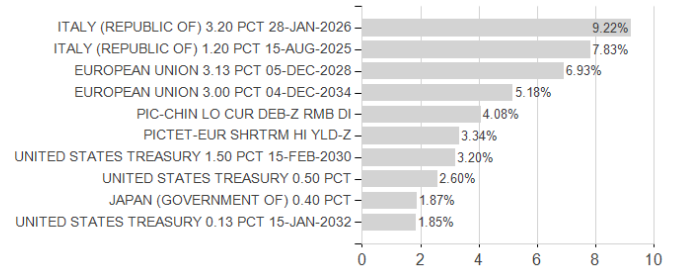 ITALY (REPUBLIC OF) 3.20 PCT 28-JAN-2026 9.22%
ITALY (REPUBLIC OF) 1.20 PCT 15-AUG-2025 7.83%
EUROPEAN UNION 3.13 PCT 05-DEC-2028 6.93%
EUROPEAN UNION 3.00 PCT 04-DEC-2034 5.18%
PIC-CHIN LO CUR DEB-Z RMB DI 4.08%
PICTET-EUR SHRTRM HI YLD-Z 3.34%
UNITED STATES TREASURY 1.50 PCT 15-FEB-2030 3.20%
UNITED STATES TREASURY 0.50 PCT 2.60%
JAPAN (GOVERNMENT OF) 0.40 PCT 1.87%
UNITED STATES TREASURY 0.13 PCT 15-JAN-2032 1.85%
0 2 4 6 8 10